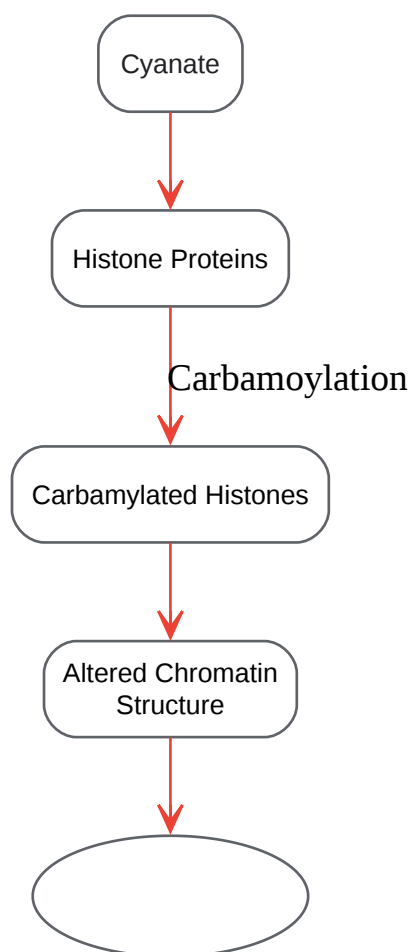 Cyanate
Histone Proteins
Carbamoylation
Carbamylated Histones
Altered Chromatin
Structure